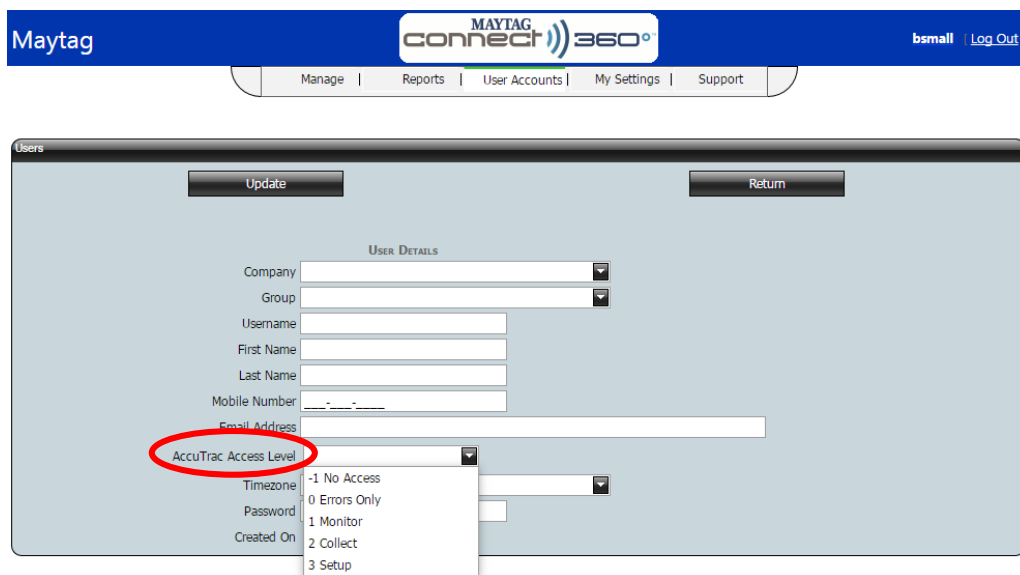 Maytag
MAYTAG
connect 360°
bsmall | Log Out
Manage | Reports | User Accounts | My Settings | Support
Users
Update
Return
User Details
Company
Group
Username
First Name
Last Name
Mobile Number ___-___-____
Email Address
AccuTrac Access Level
-1 No Access
Timezone
0 Errors Only
Password
1 Monitor
Created On
2 Collect
3 Setup